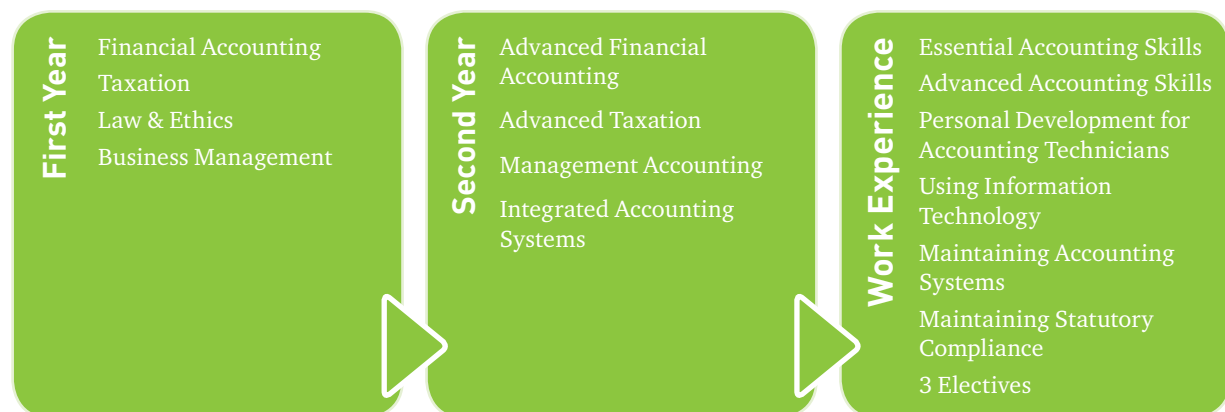 First Year
Financial Accounting
Taxation
Law & Ethics
Business Management
Second Year
Advanced Financial
Accounting
Advanced Taxation
Management Accounting
Integrated Accounting
Systems
Work Experience
Essential Accounting Skills
Advanced Accounting Skills
Personal Development for
Accounting Technicians
Using Information
Technology
Maintaining Accounting
Systems
Maintaining Statutory
Compliance
3 Electives